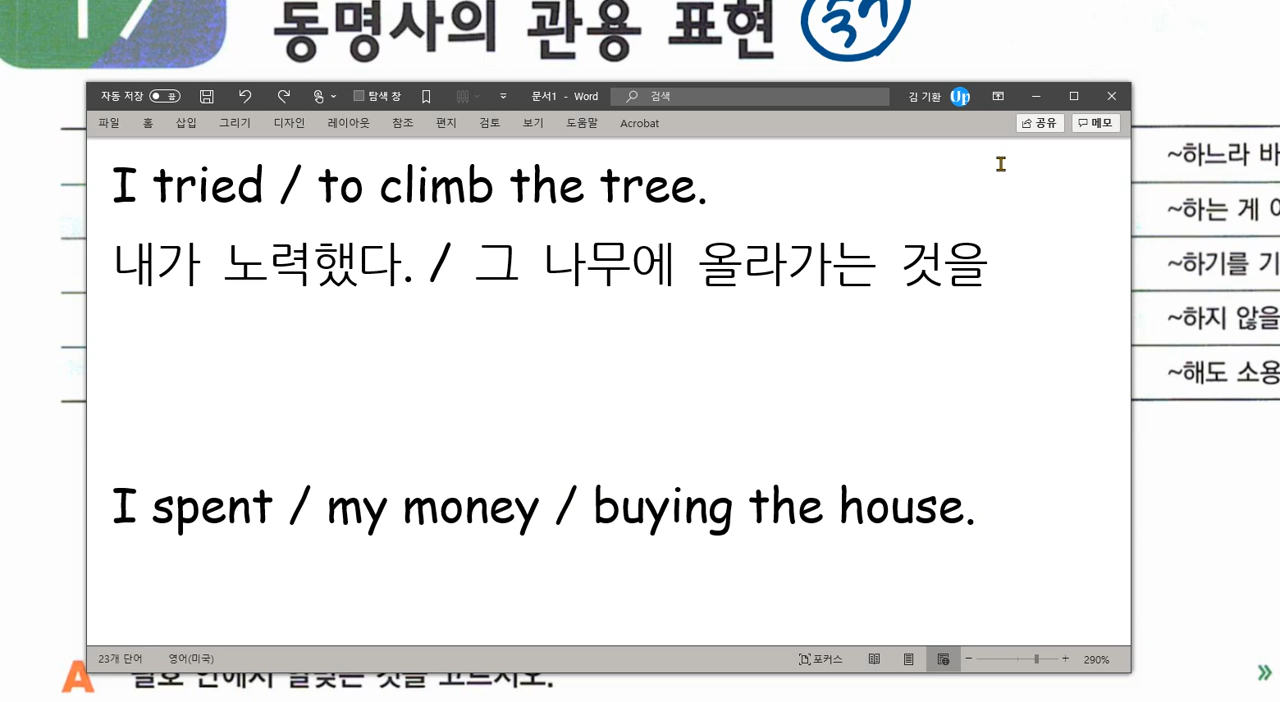 17 동명사의 관용 표현
자동 저장 끔 탐색 창 문서1 - Word 검색 김 기환 Up
파일 홈 삽입 그리기 디자인 레이아웃 참조 편지 검토 보기 도움말 Acrobat 공유 메모
~하느라
~하는 게
~하기를
~하지 않을
~해도
I tried / to climb the tree.
내가 노력했다. / 그 나무에 올라가는 것을
I spent / my money / buying the house.
23개 단어 영어(미국) 포커스 290%
A